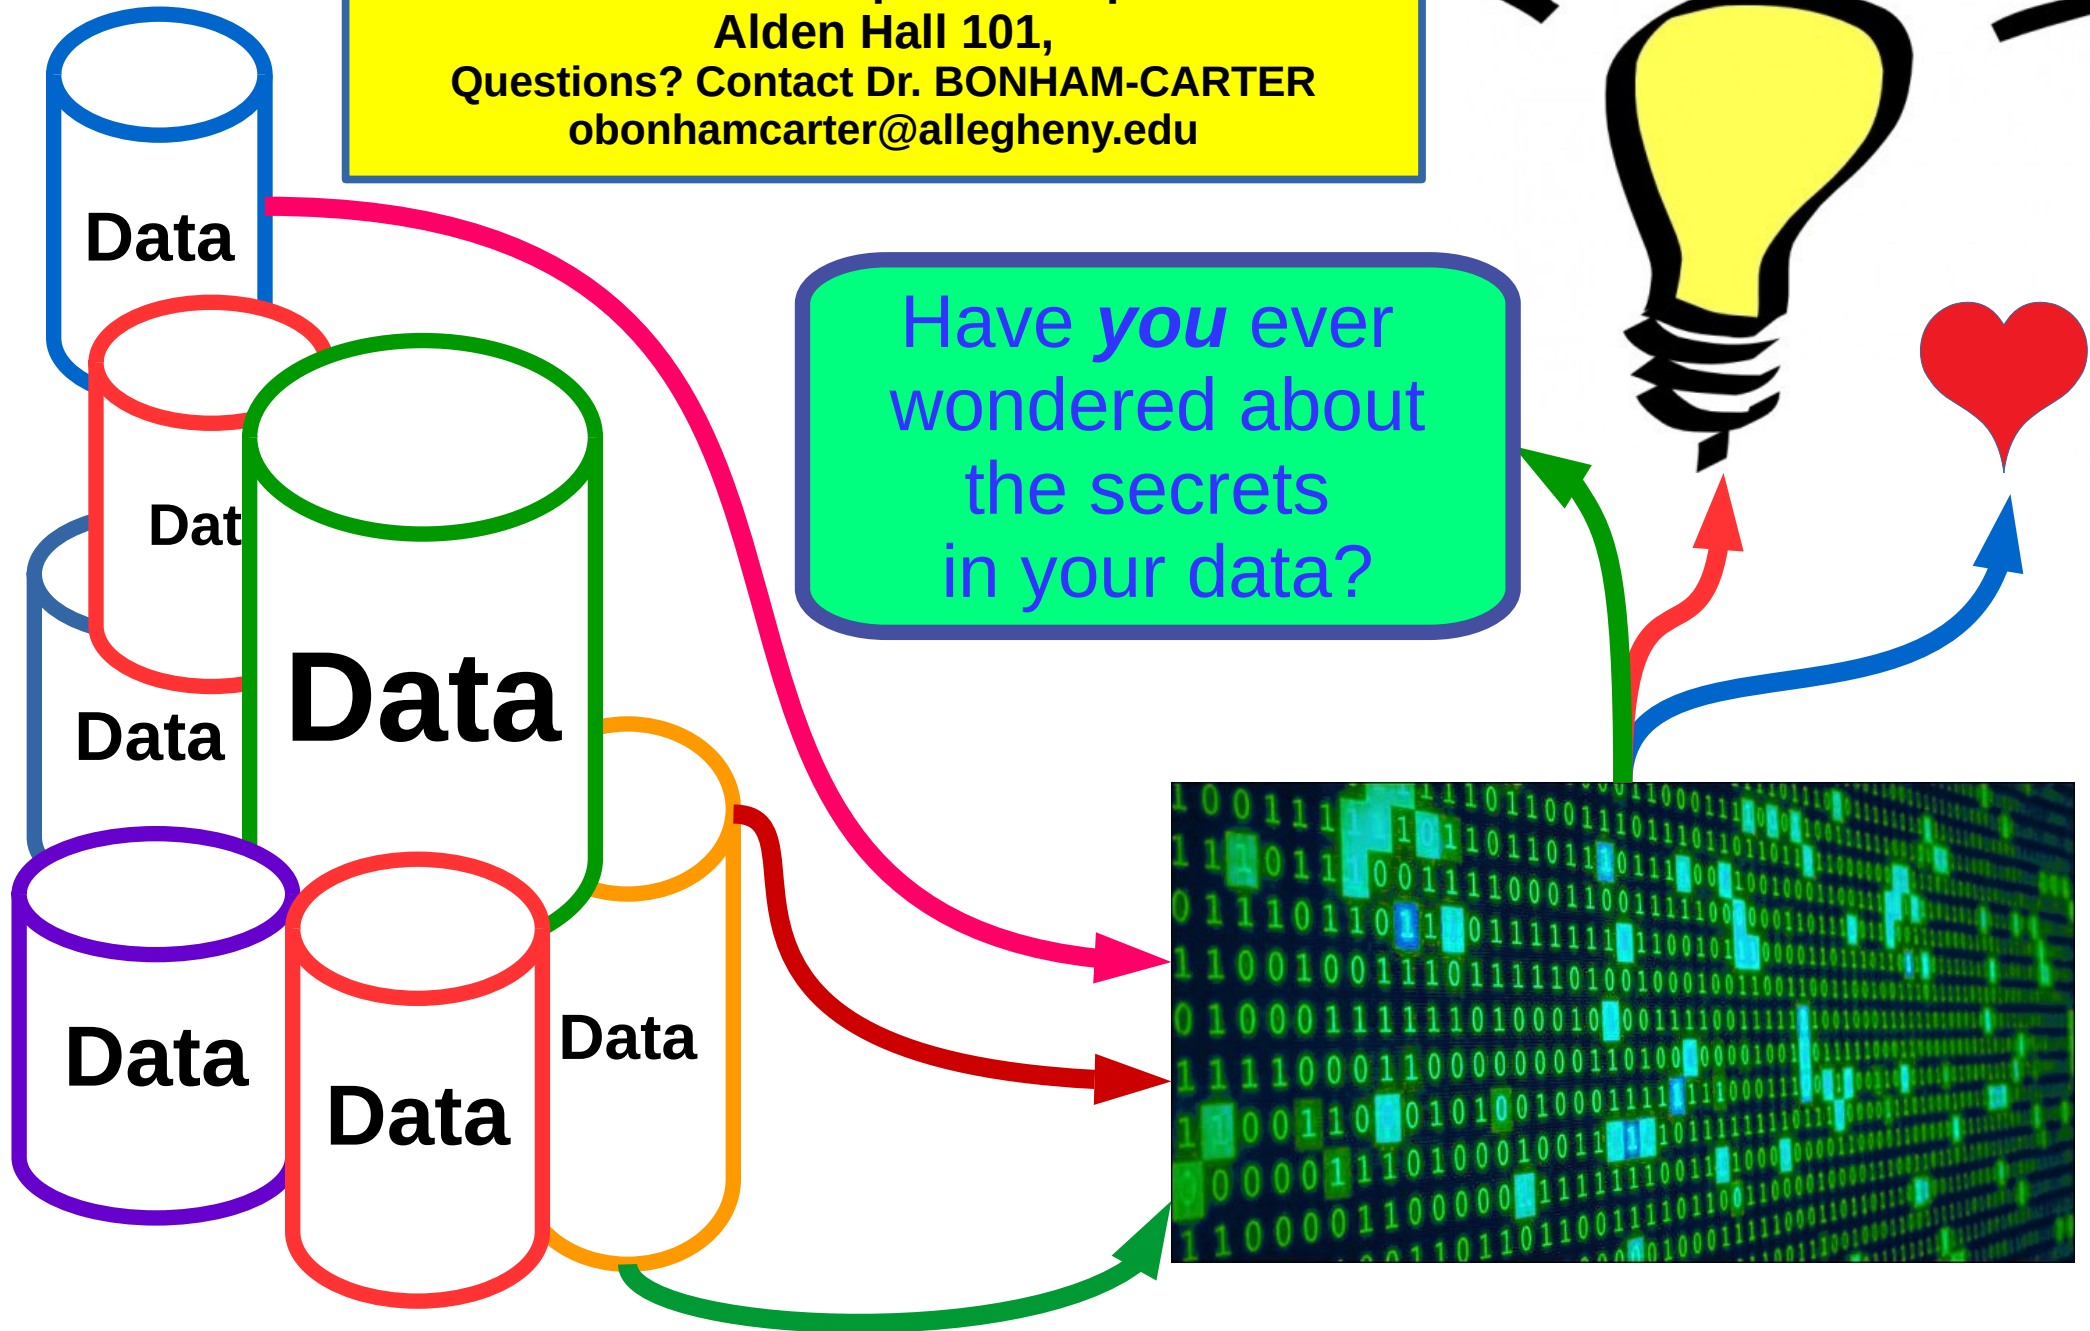 Alden Hall 101,
Questions? Contact Dr. BONHAM-CARTER
obonhamcarter@allegheny.edu
Data
Have you ever
wondered about
the secrets
in your data?
Dat
Data
Data
Data
Data
Data